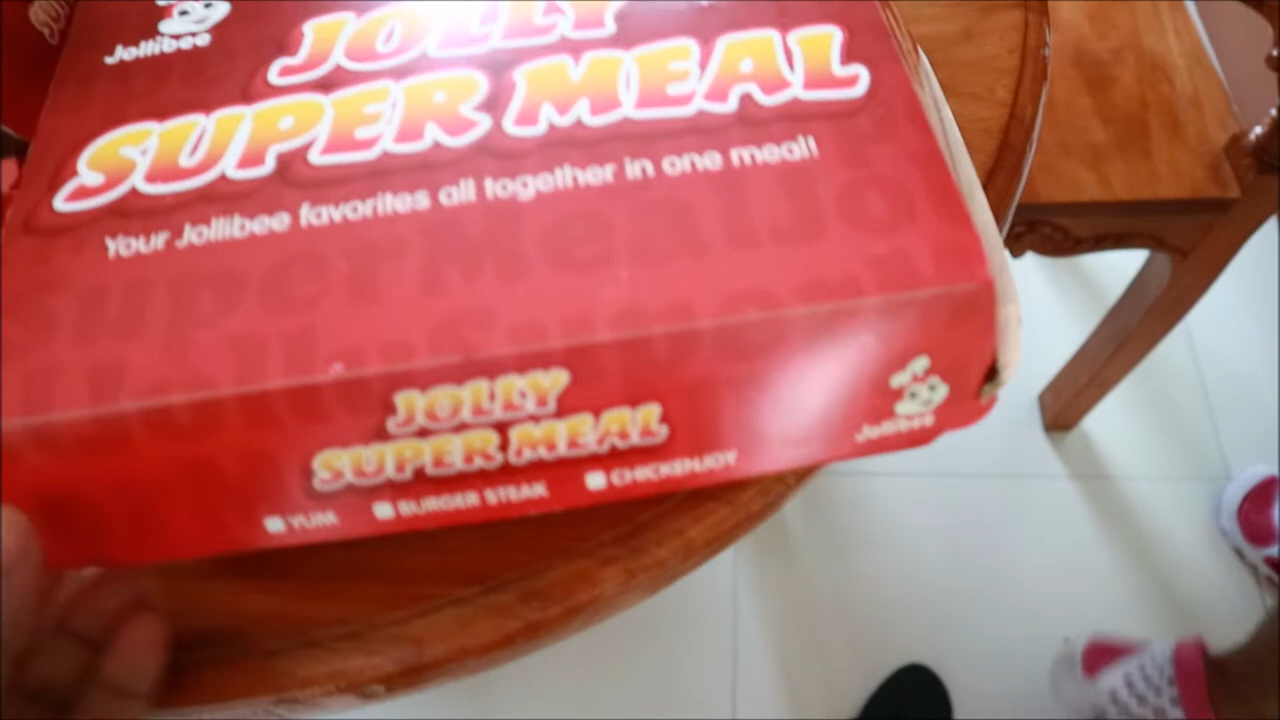 Jollibee
JOLLY
SUPER MEAL
Your Jollibee favorites all together in one meal!
JOLLY
SUPER MEAL
YUM BURGER STEAK CHICKENJOY
Jollibee